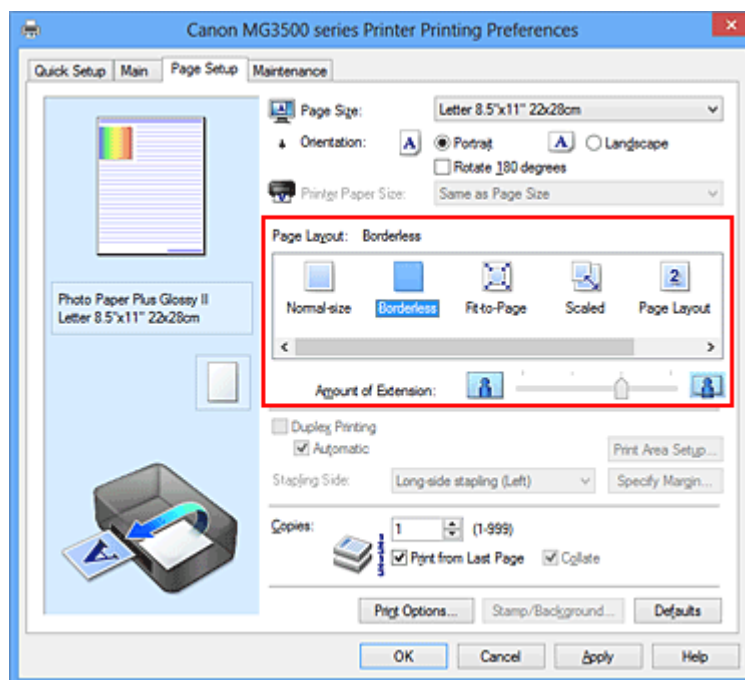 Canon MG3500 series Printer Printing Preferences
Quick Setup Main Page Setup Maintenance
Page Size: Letter 8.5"x11" 22x28cm
Orientation: A Portrait A Landscape
Rotate 180 degrees
Printer Paper Size: Same as Page Size
Page Layout: Borderless
2
Normal-size Borderless Fit-to-Page Scaled Page Layout
Photo Paper Plus Glossy II
Letter 8.5"x11" 22x28cm
Amount of Extension:
Duplex Printing
Automatic Print Area Setup...
Stapling Side: Long-side stapling (Left) Specify Margin...
Copies: 1 (1-999)
Print from Last Page Collate
A
Print Options... Stamp/Background... Defaults
OK Cancel Apply Help